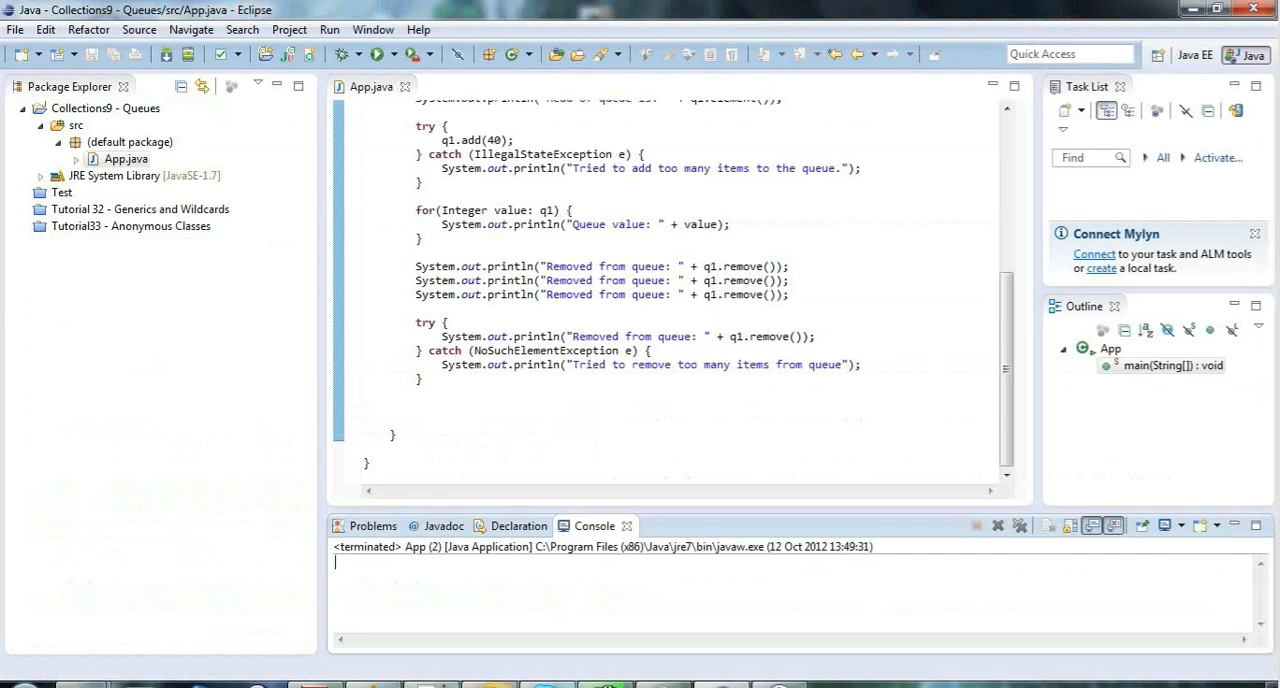 Java - Collections9 - Queues/src/App.java - Eclipse
File Edit Refactor Source Navigate Search Project Run Window Help
Quick Access
Java EE
Java
Package Explorer
Collections9 - Queues
src
(default package)
App.java
JRE System Library [JavaSE-1.7]
Test
Tutorial 32 - Generics and Wildcards
Tutorial33 - Anonymous Classes
App.java
System.out.println("Head of queue is: " + q1.element());
try {
q1.add(40);
} catch (IllegalStateException e) {
System.out.println("Tried to add too many items to the queue.");
}
for(Integer value: q1) {
System.out.println("Queue value: " + value);
}
System.out.println("Removed from queue: " + q1.remove());
System.out.println("Removed from queue: " + q1.remove());
System.out.println("Removed from queue: " + q1.remove());
try {
System.out.println("Removed from queue: " + q1.remove());
} catch (NoSuchElementException e) {
System.out.println("Tried to remove too many items from queue");
}
}
}
Task List
Find All Activate...
Connect Mylyn
Connect to your task and ALM tools
or create a local task.
Outline
App
main(String[]) : void
Problems Javadoc Declaration Console
<terminated> App (2) [Java Application] C:\Program Files (x86)\Java\jre7\bin\javaw.exe (12 Oct 2012 13:49:31)